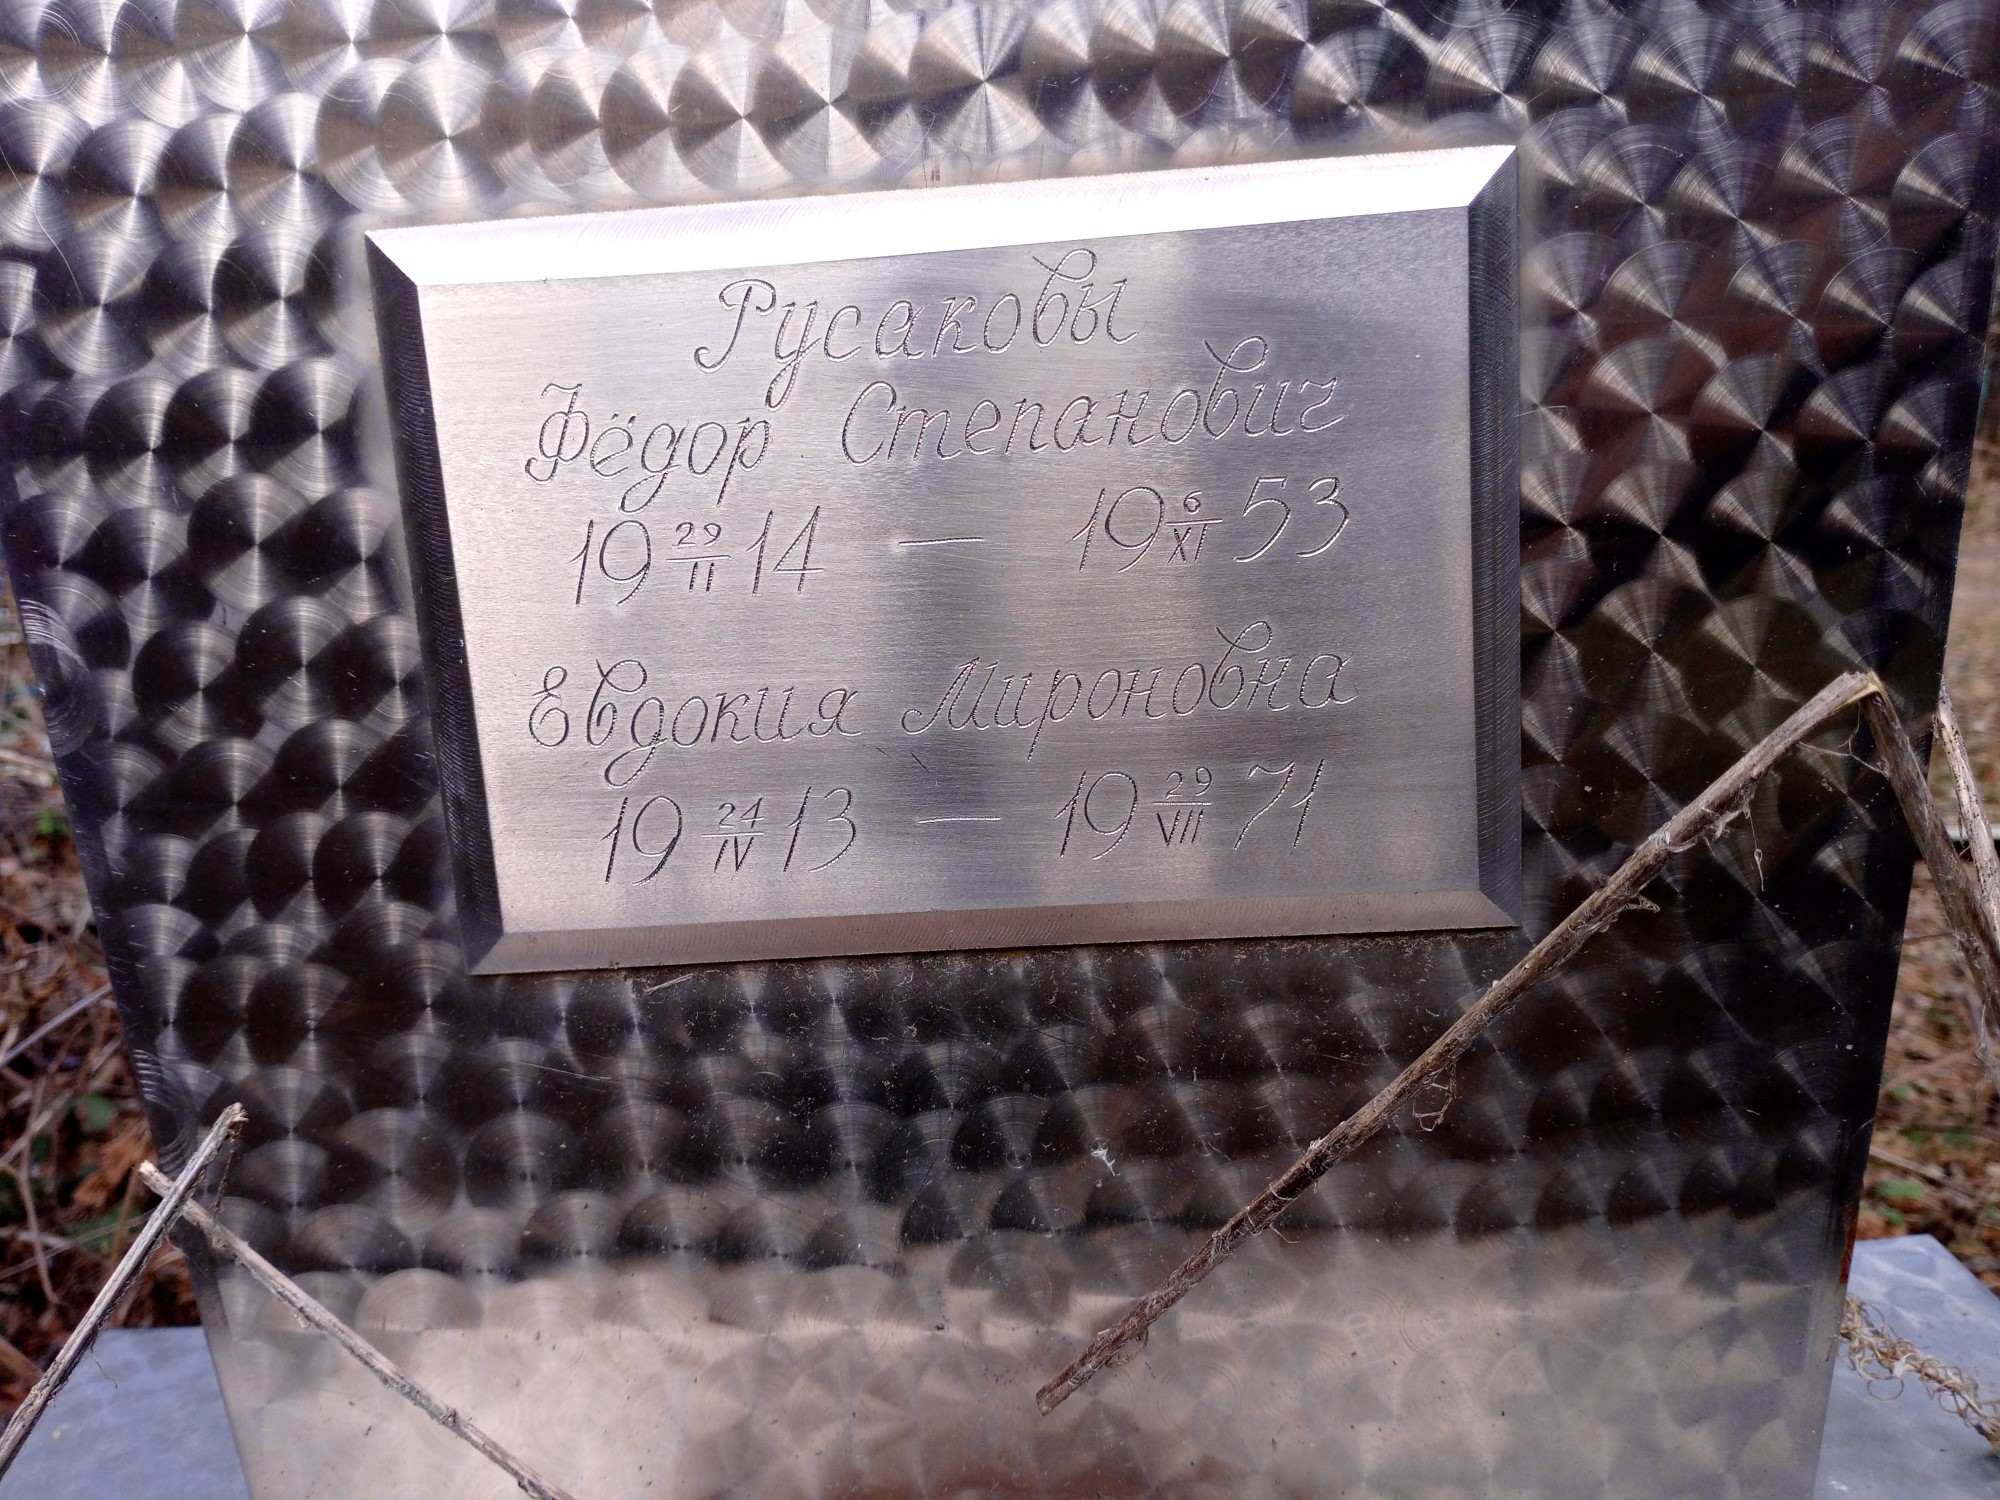 Русаковы
Фёдор Степанович
19 29/II 14 — 19 6/XI 53
Евдокия Мироновна
19 24/IV 13 — 19 29/VII 71